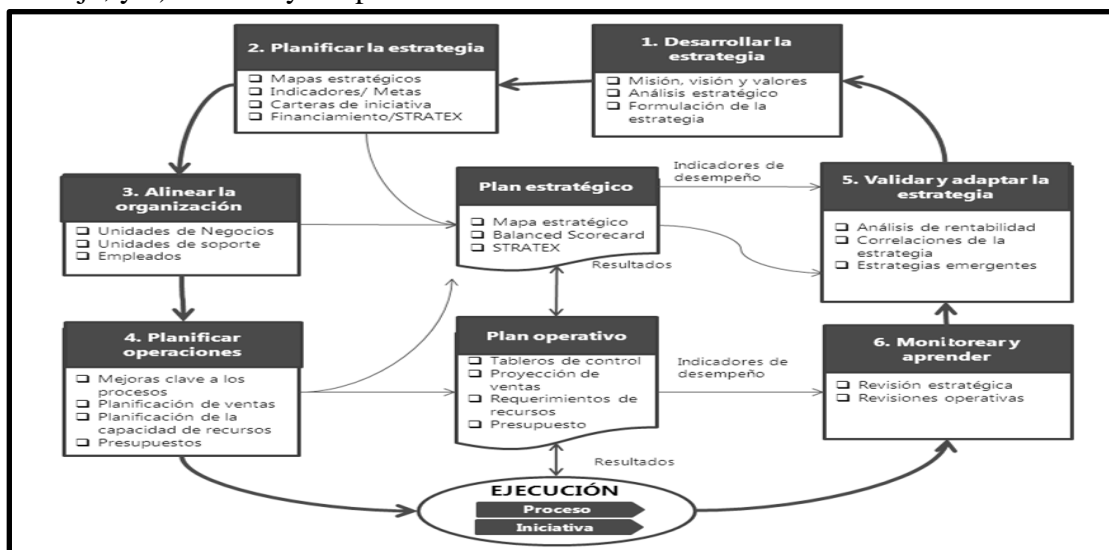 2. Planificar la estrategia
❑ Mapas estratégicos
❑ Indicadores/ Metas
❑ Carteras de iniciativa
❑ Financiamiento/STRATEX
1. Desarrollar la
estrategia
❑ Misión, visión y valores
❑ Análisis estratégico
❑ Formulación de la
estrategia
3. Alinear la
organización
❑ Unidades de Negocios
❑ Unidades de soporte
❑ Empleados
Plan estratégico
❑ Mapa estratégico
❑ Balanced Scorecard
❑ STRATEX
Indicadores de
desempeño
Resultados
5. Validar y adaptar la
estrategia
❑ Análisis de rentabilidad
❑ Correlaciones de la
estrategia
❑ Estrategias emergentes
4. Planificar
operaciones
❑ Mejoras clave a los
procesos
❑ Planificación de ventas
❑ Planificación de la
capacidad de recursos
❑ Presupuestos
Plan operativo
❑ Tableros de control
❑ Proyección de
ventas
❑ Requerimientos de
recursos
❑ Presupuesto
Indicadores de
desempeño
Resultados
6. Monitorear y
aprender
❑ Revisión estratégica
❑ Revisiones operativas
EJECUCIÓN
Proceso
Iniciativa